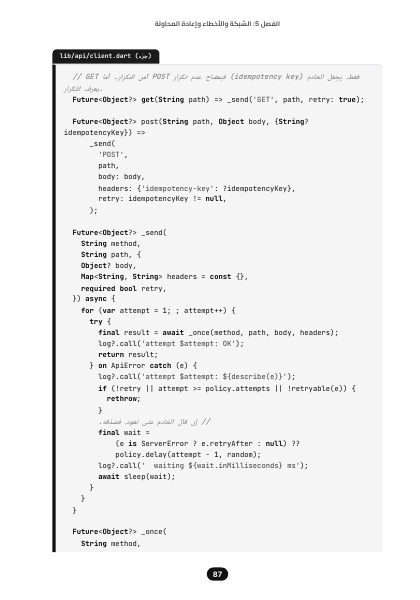 الفصل 5: الشبكة والأخطاء وإعادة المحاولة
lib/api/client.dart (جزء)
// GET آمن التكرار. أما POST فمفتاح عدم تكرار (idempotency key) فقط يجعل الخادم
يعرف التكرار.
Future<Object?> get(String path) => _send('GET', path, retry: true);
Future<Object?> post(String path, Object body, {String?
idempotencyKey}) =>
_send(
'POST',
path,
body: body,
headers: {'idempotency-key': ?idempotencyKey},
retry: idempotencyKey != null,
);
Future<Object?> _send(
String method,
String path, {
Object? body,
Map<String, String> headers = const {},
required bool retry,
}) async {
for (var attempt = 1; ; attempt++) {
try {
final result = await _once(method, path, body, headers);
log?.call('attempt $attempt: OK');
return result;
} on ApiError catch (e) {
log?.call('attempt $attempt: ${describe(e)}');
if (!retry || attempt >= policy.attempts || !retryable(e)) {
rethrow;
}
// إن قال الخادم متى نعود، فصدقه.
final wait =
(e is ServerError ? e.retryAfter : null) ??
policy.delay(attempt - 1, random);
log?.call('  waiting ${wait.inMilliseconds} ms');
await sleep(wait);
}
}
}
Future<Object?> _once(
String method,
87